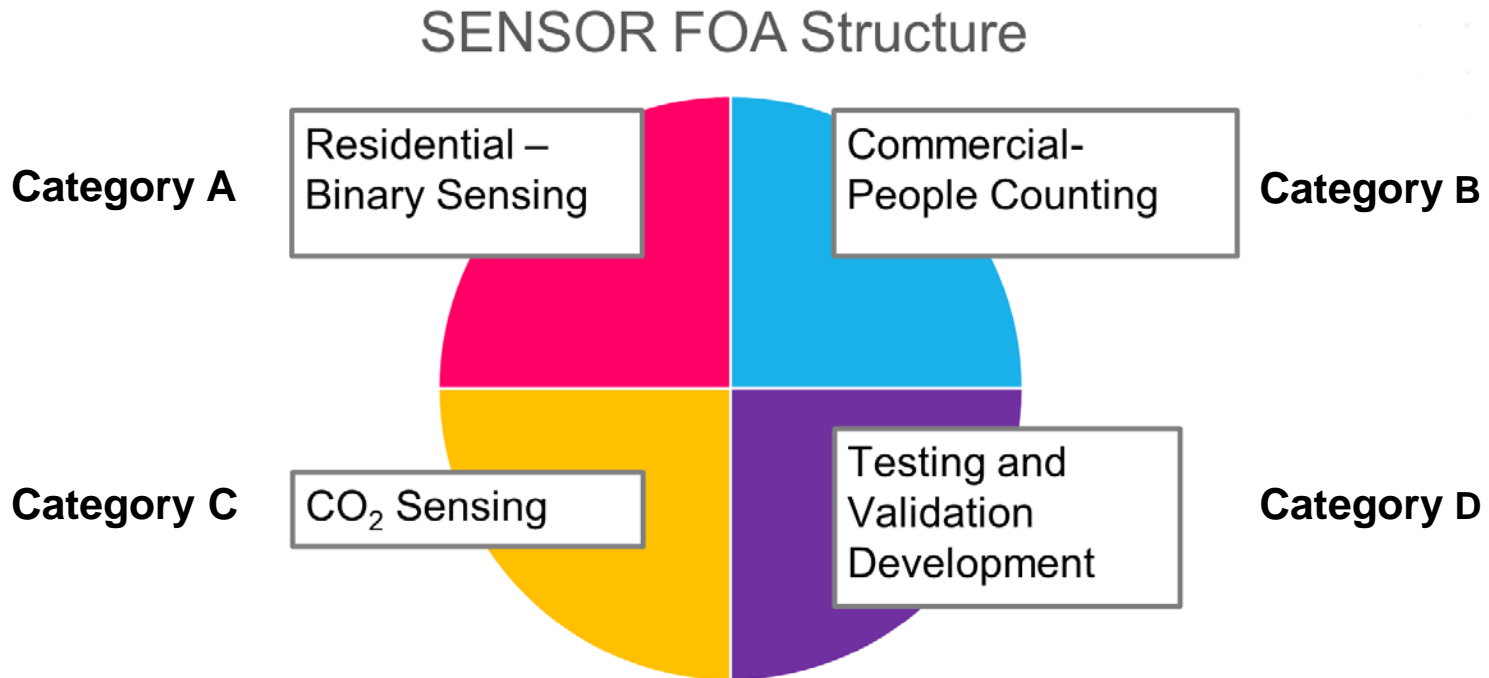 SENSOR FOA Structure
Category A
Residential –
Binary Sensing
Commercial-
People Counting
Category B
Category C
CO₂ Sensing
Testing and
Validation
Development
Category D